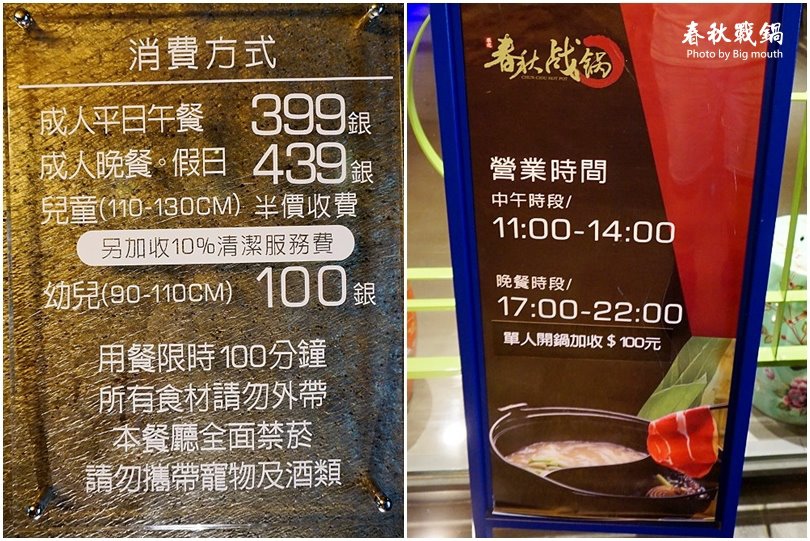 消費方式
成人平日午餐 399銀
成人晚餐。假日 439銀
兒童(110-130CM) 半價收費
另加收10%清潔服務費
幼兒(90-110CM) 100銀
用餐限時100分鐘
所有食材請勿外帶
本餐廳全面禁菸
請勿攜帶寵物及酒類
春秋戰鍋
Photo by Big mouth
春秋戰鍋
CHUN CHIU HOT POT
營業時間
中午時段/
11:00-14:00
晚餐時段/
17:00-22:00
單人開鍋加收$100元